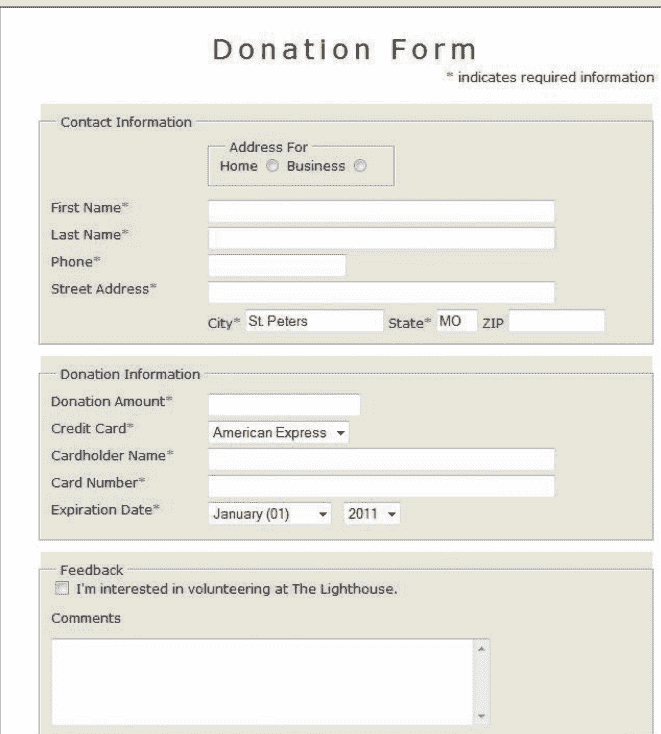 Donation Form
* indicates required information
Contact Information
Address For
Home Business
First Name*
Last Name*
Phone*
Street Address*
City* St. Peters State* MO ZIP
Donation Information
Donation Amount*
Credit Card* American Express
Cardholder Name*
Card Number*
Expiration Date* January (01) 2011
Feedback
I'm interested in volunteering at The Lighthouse.
Comments